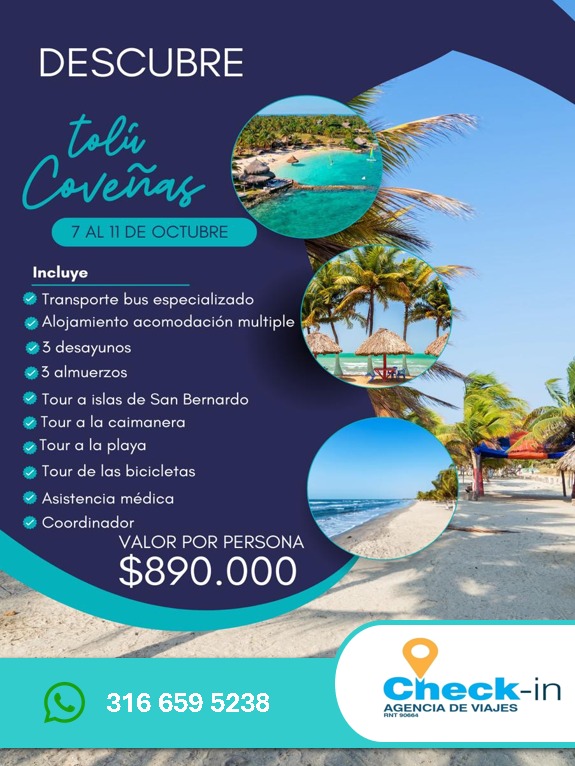 DESCUBRE
tolú
Coveñas
7 AL 11 DE OCTUBRE
Incluye
Transporte bus especializado
Alojamiento acomodación multiple
3 desayunos
3 almuerzos
Tour a islas de San Bernardo
Tour a la caimanera
Tour a la playa
Tour de las bicicletas
Asistencia médica
Coordinador
VALOR POR PERSONA
$890.000
316 659 5238
Check-in
AGENCIA DE VIAJES
RNT 90664